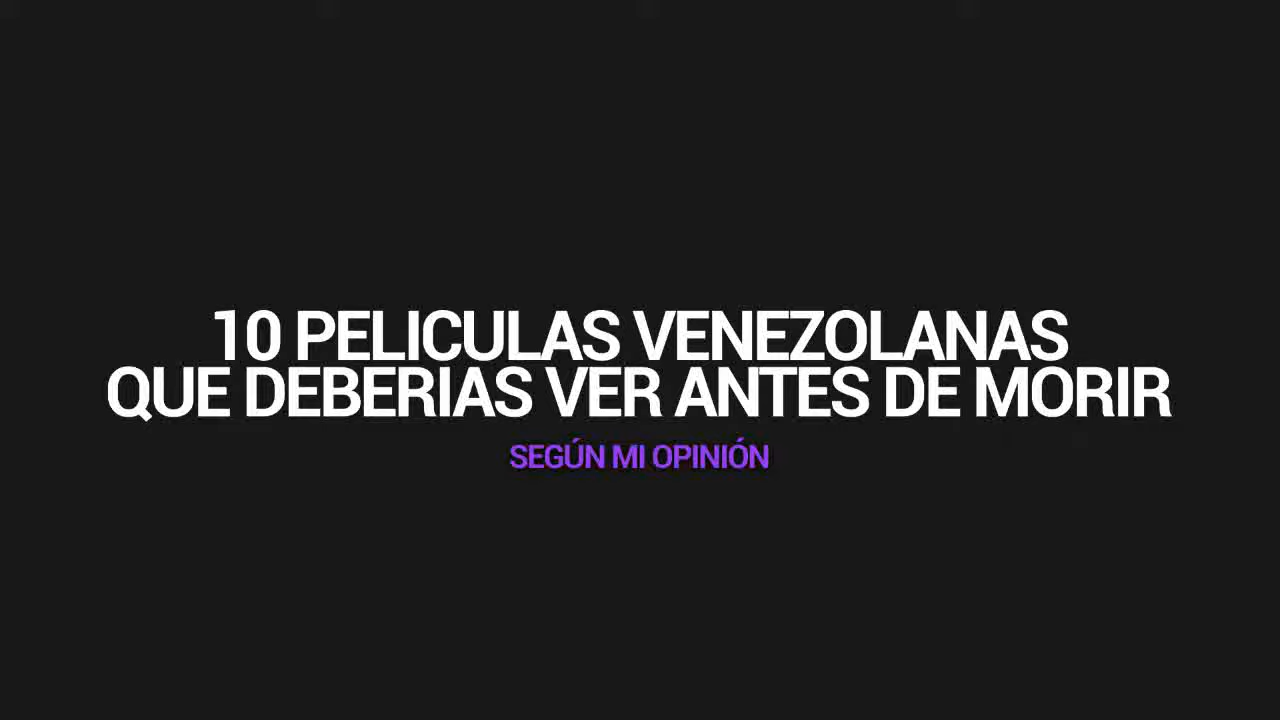 10 PELICULAS VENEZOLANAS
QUE DEBERIAS VER ANTES DE MORIR
SEGÚN MI OPINIÓN